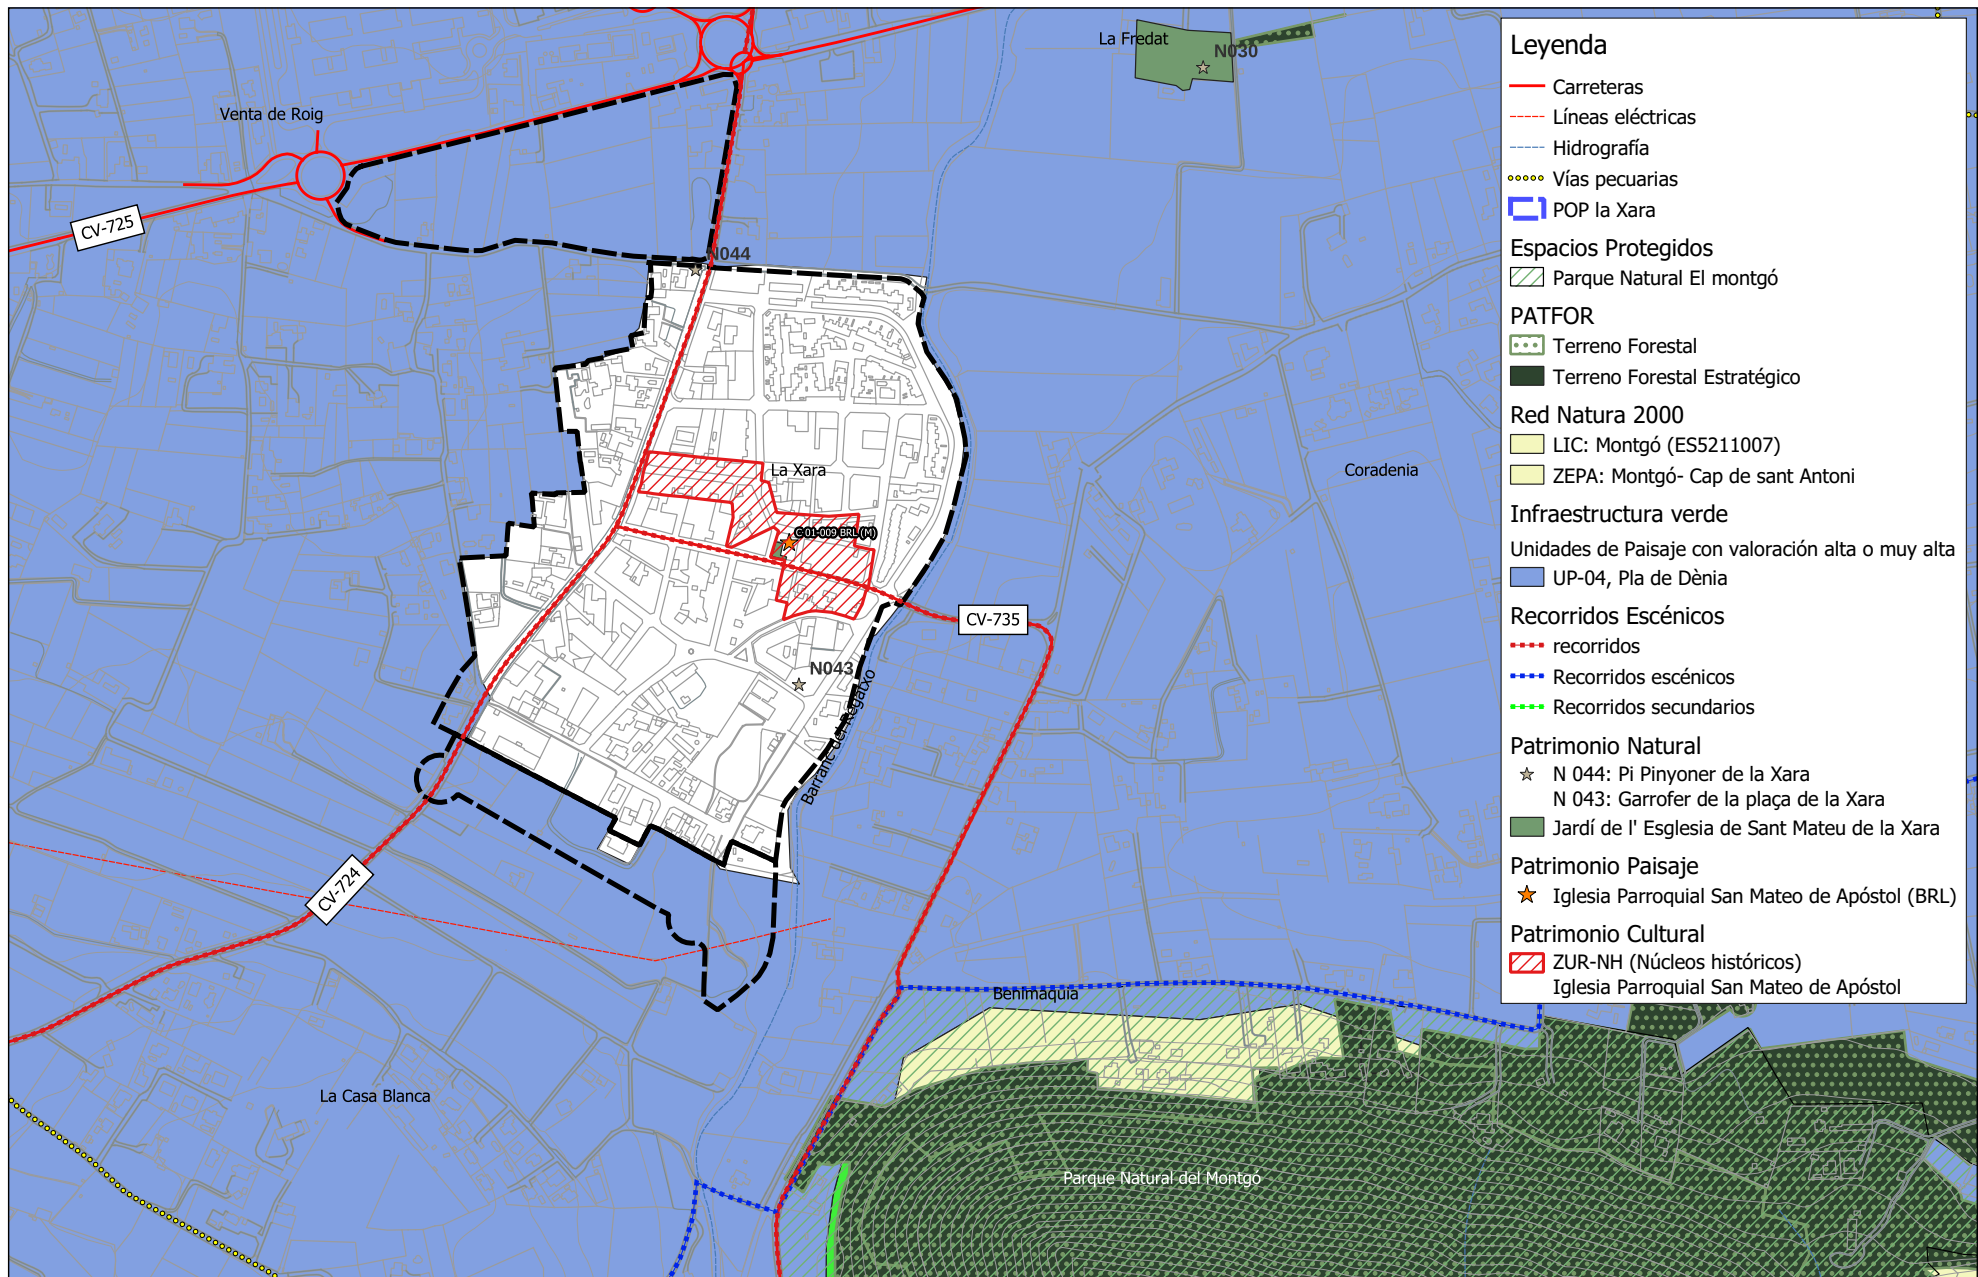 La Fredat
N030
Venta de Roig
CV-725
N044
La Xara
C-01-009 BRL (M)
Coradenia
CV-735
N043
Barranc del Regatxo
CV-724
Benimaquia
La Casa Blanca
Parque Natural del Montgó
Leyenda
Carreteras
Líneas eléctricas
Hidrografía
Vías pecuarias
POP la Xara
Espacios Protegidos
Parque Natural El montgó
PATFOR
Terreno Forestal
Terreno Forestal Estratégico
Red Natura 2000
LIC: Montgó (ES5211007)
ZEPA: Montgó- Cap de sant Antoni
Infraestructura verde
Unidades de Paisaje con valoración alta o muy alta
UP-04, Pla de Dènia
Recorridos Escénicos
recorridos
Recorridos escénicos
Recorridos secundarios
Patrimonio Natural
N 044: Pi Pinyoner de la Xara
N 043: Garrofer de la plaça de la Xara
Jardí de l' Esglesia de Sant Mateu de la Xara
Patrimonio Paisaje
Iglesia Parroquial San Mateo de Apóstol (BRL)
Patrimonio Cultural
ZUR-NH (Núcleos históricos)
Iglesia Parroquial San Mateo de Apóstol